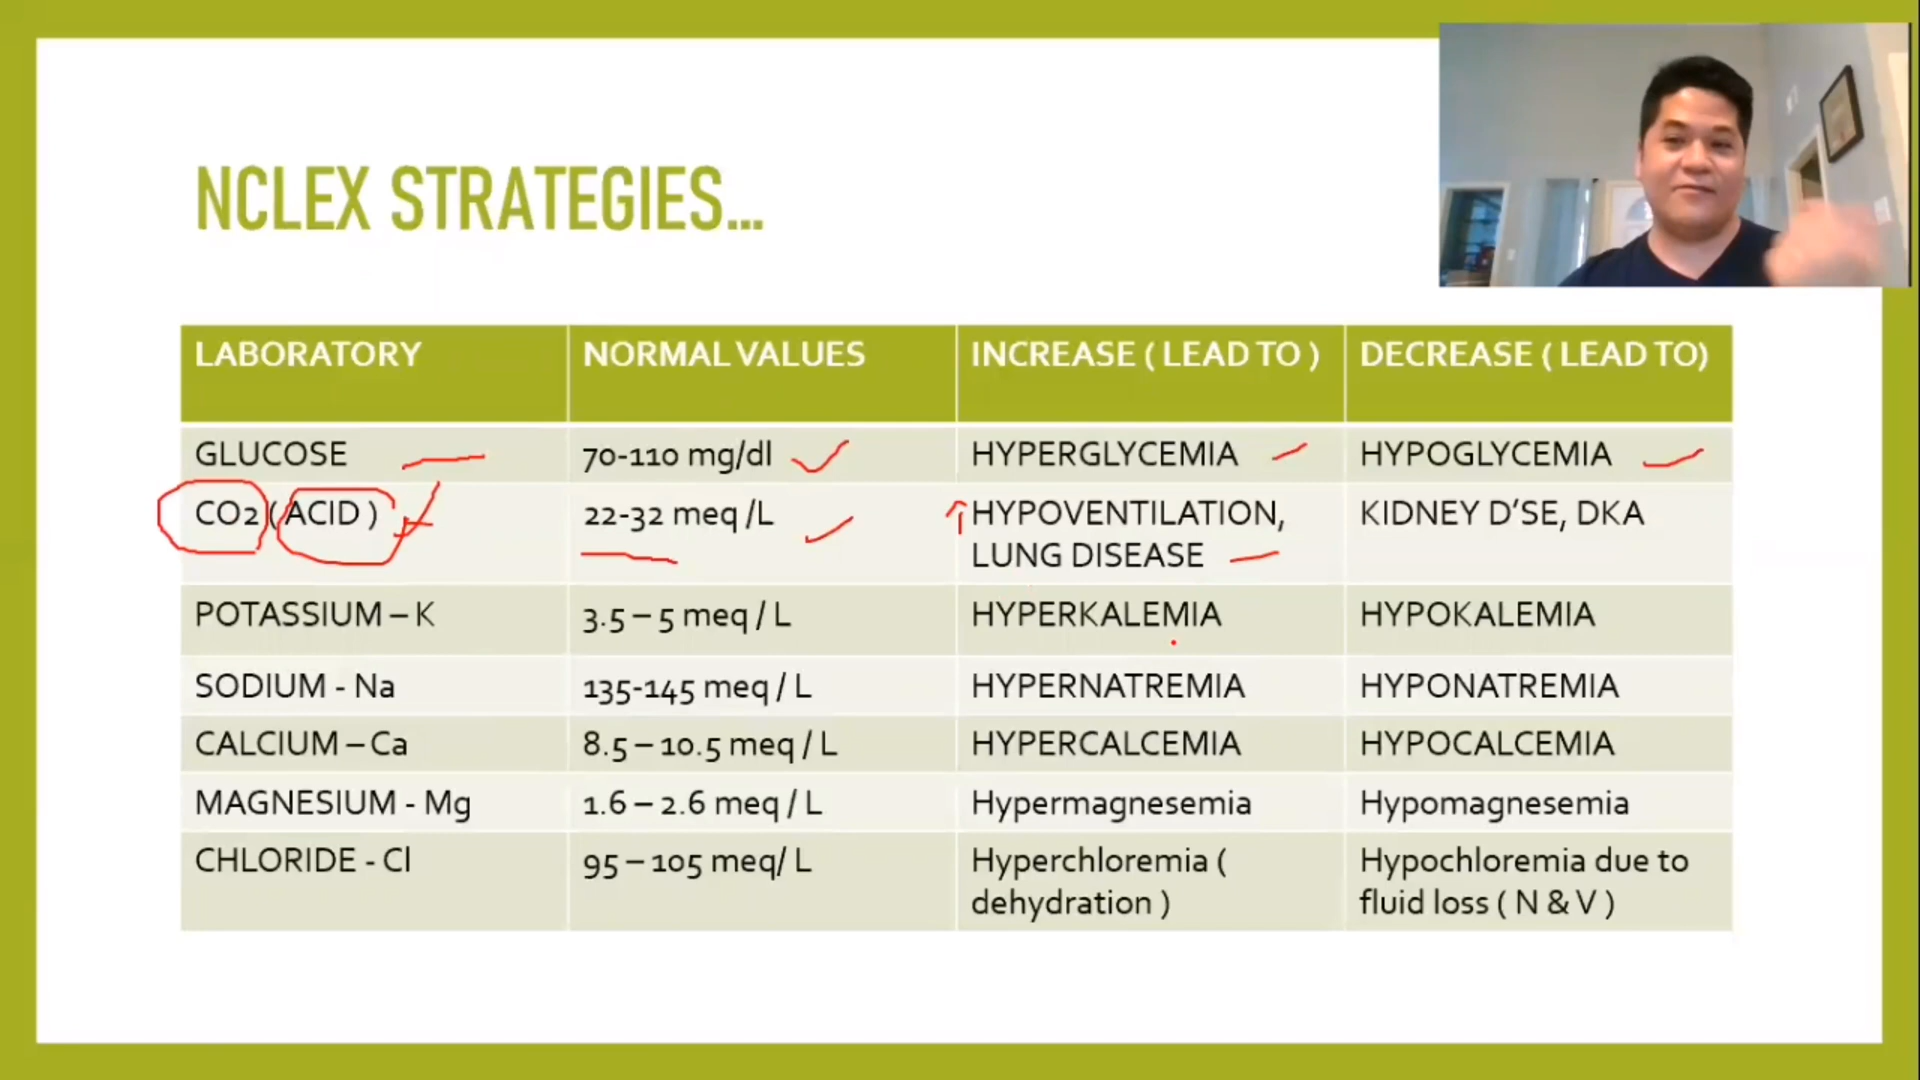 NCLEX STRATEGIES...
LABORATORY NORMAL VALUES INCREASE ( LEAD TO ) DECREASE ( LEAD TO)
GLUCOSE 70-110 mg/dl HYPERGLYCEMIA HYPOGLYCEMIA
CO2 ( ACID ) 22-32 meq /L HYPOVENTILATION, KIDNEY D'SE, DKA
LUNG DISEASE
POTASSIUM – K 3.5 – 5 meq / L HYPERKALEMIA HYPOKALEMIA
SODIUM - Na 135-145 meq / L HYPERNATREMIA HYPONATREMIA
CALCIUM – Ca 8.5 – 10.5 meq / L HYPERCALCEMIA HYPOCALCEMIA
MAGNESIUM - Mg 1.6 – 2.6 meq / L Hypermagnesemia Hypomagnesemia
CHLORIDE - Cl 95 – 105 meq/ L Hyperchloremia ( Hypochloremia due to
dehydration ) fluid loss ( N & V )